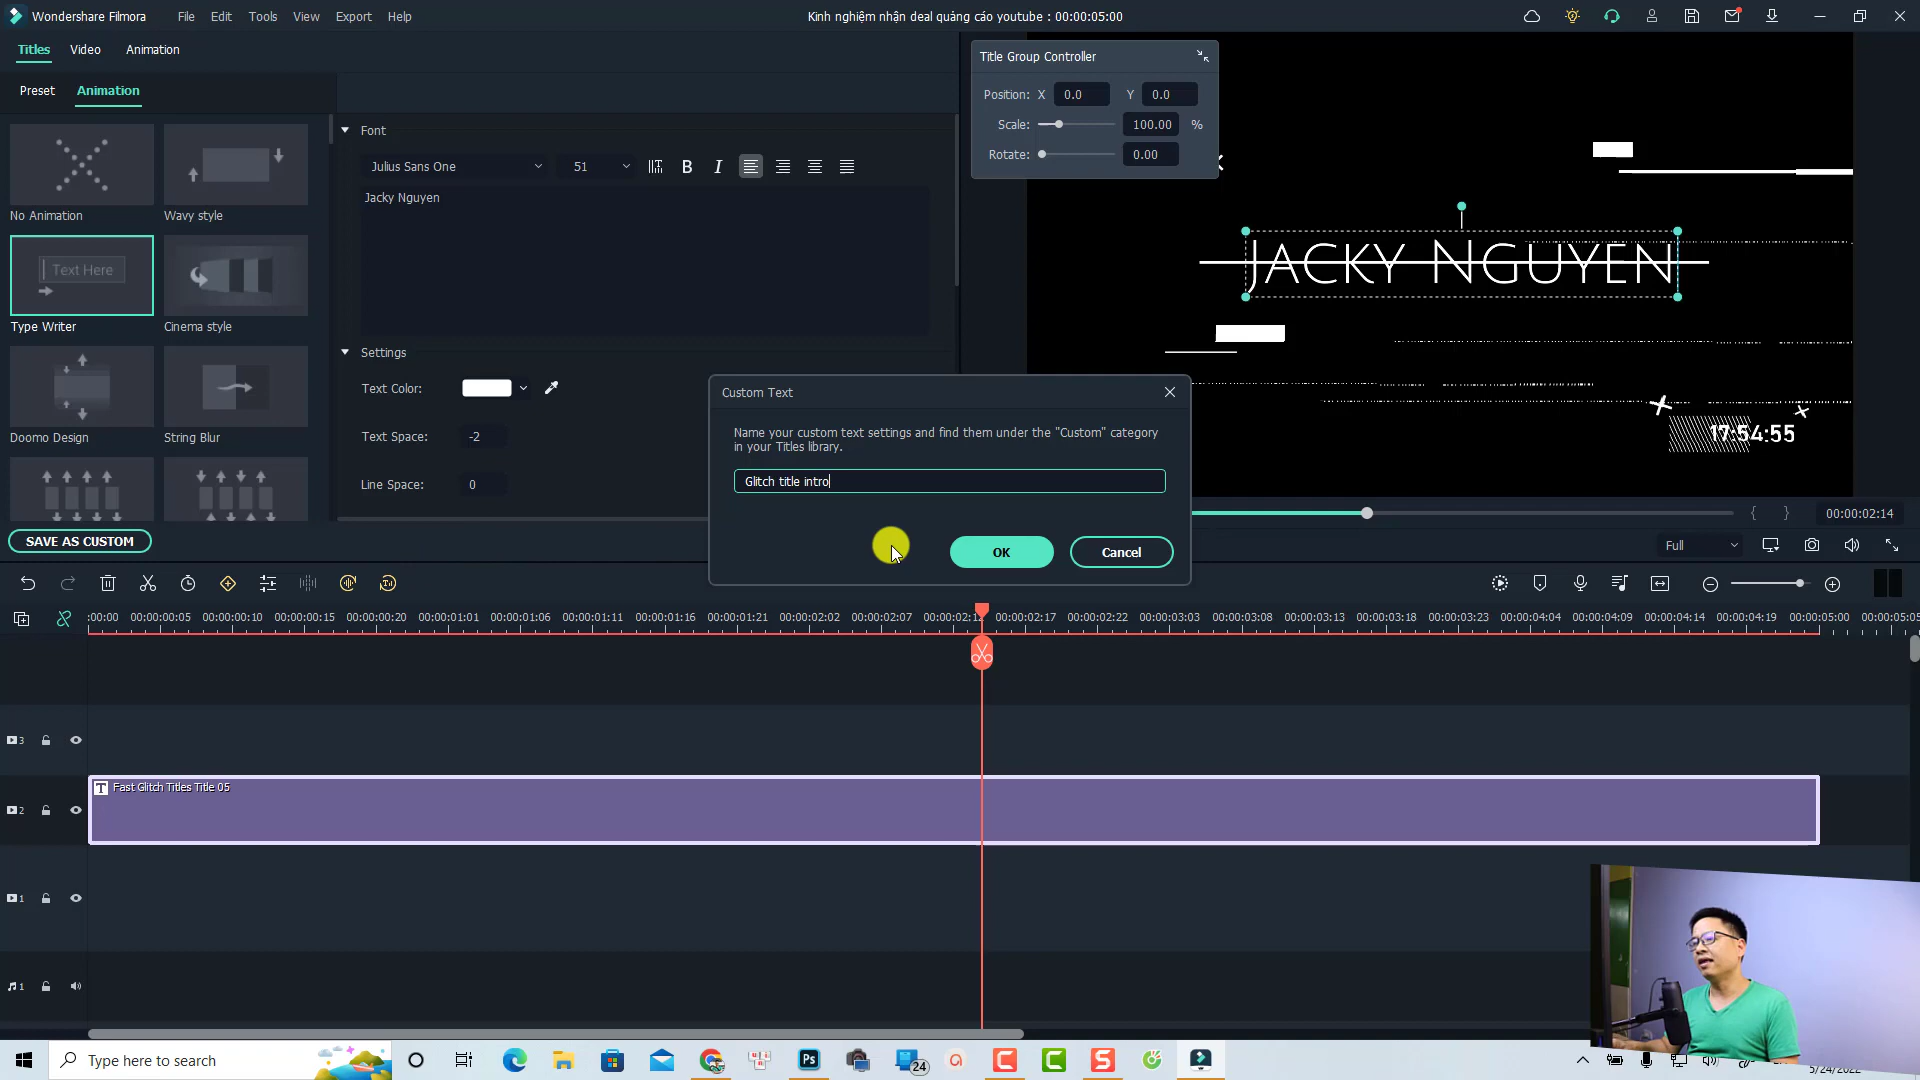 Wondershare Filmora
File
Edit
Tools
View
Export
Help
Kinh nghiệm nhận deal quảng cáo youtube : 00:00:05:00
Titles
Video
Animation
Preset
Animation
No Animation
Wavy style
Text Here
Type Writer
Cinema style
Doomo Design
String Blur
SAVE AS CUSTOM
Font
Julius Sans One
51
B
I
Jacky Nguyen
Settings
Text Color:
Text Space:
-2
Line Space:
0
Title Group Controller
Position: X 0.0 Y 0.0
Scale: 100.00 %
Rotate: 0.00
Jacky Nguyen
17:54:55
Custom Text
Name your custom text settings and find them under the "Custom" category
in your Titles library.
Glitch title intro
OK
Cancel
00:00:02:14
Full
:00:00
00:00:00:05
00:00:00:10
00:00:00:15
00:00:00:20
00:00:01:01
00:00:01:06
00:00:01:11
00:00:01:16
00:00:01:21
00:00:02:02
00:00:02:07
00:00:02:12
00:00:02:17
00:00:02:22
00:00:03:03
00:00:03:08
00:00:03:13
00:00:03:18
00:00:03:23
00:00:04:04
00:00:04:09
00:00:04:14
00:00:04:19
00:00:05:00
00:00:05:05
3
T Fast Glitch Titles Title 05
2
1
1
Type here to search
Ps
24
C
C
S
5/24/2022